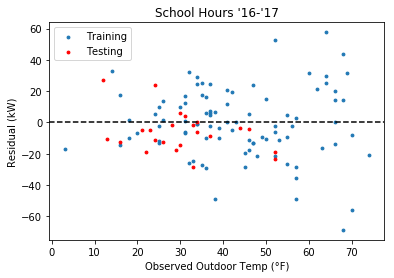 School Hours '16-'17
Training
Testing
60
40
20
0
−20
−40
−60
Residual (kW)
0 10 20 30 40 50 60 70
Observed Outdoor Temp (°F)